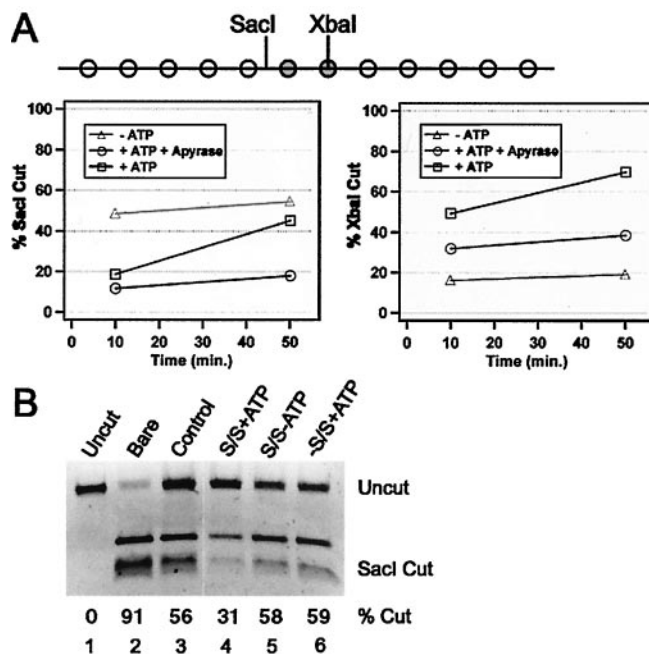 A
SacI XbaI
100
80
60
40
20
0
% SacI Cut
- ATP
+ ATP + Apyrase
+ ATP
0 10 20 30 40 50
Time (min.)
100
80
60
40
20
0
% XbaI Cut
- ATP
+ ATP + Apyrase
+ ATP
0 10 20 30 40 50
Time (min.)
B
Uncut Bare Control S/S+ATP S/S-ATP -S/S+ATP
Uncut
SacI Cut
0 91 56 31 58 59 % Cut
1 2 3 4 5 6